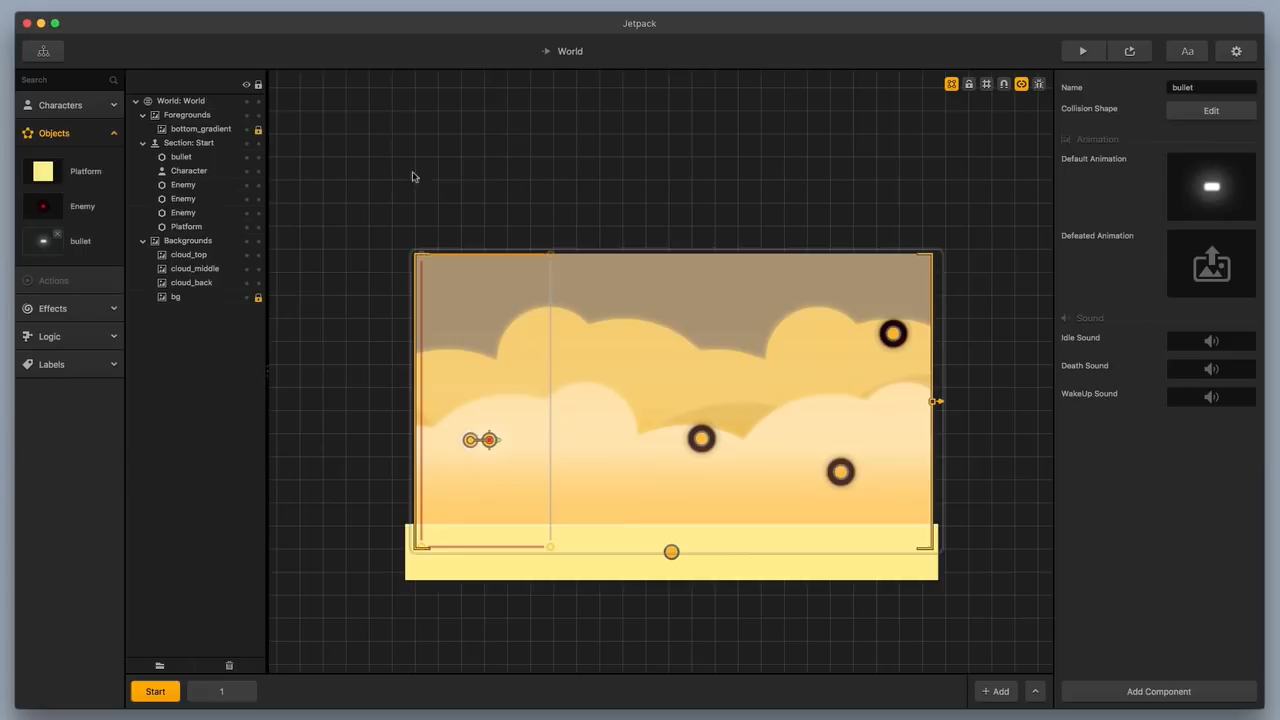 Jetpack
World
Aa
Search
Characters
Objects
Platform
Enemy
bullet
Actions
Effects
Logic
Labels
World: World
Foregrounds
bottom_gradient
Section: Start
bullet
Character
Enemy
Enemy
Enemy
Platform
Backgrounds
cloud_top
cloud_middle
cloud_back
bg
Start
1
+ Add
Name
bullet
Collision Shape
Edit
Animation
Default Animation
Defeated Animation
Sound
Idle Sound
Death Sound
WakeUp Sound
Add Component